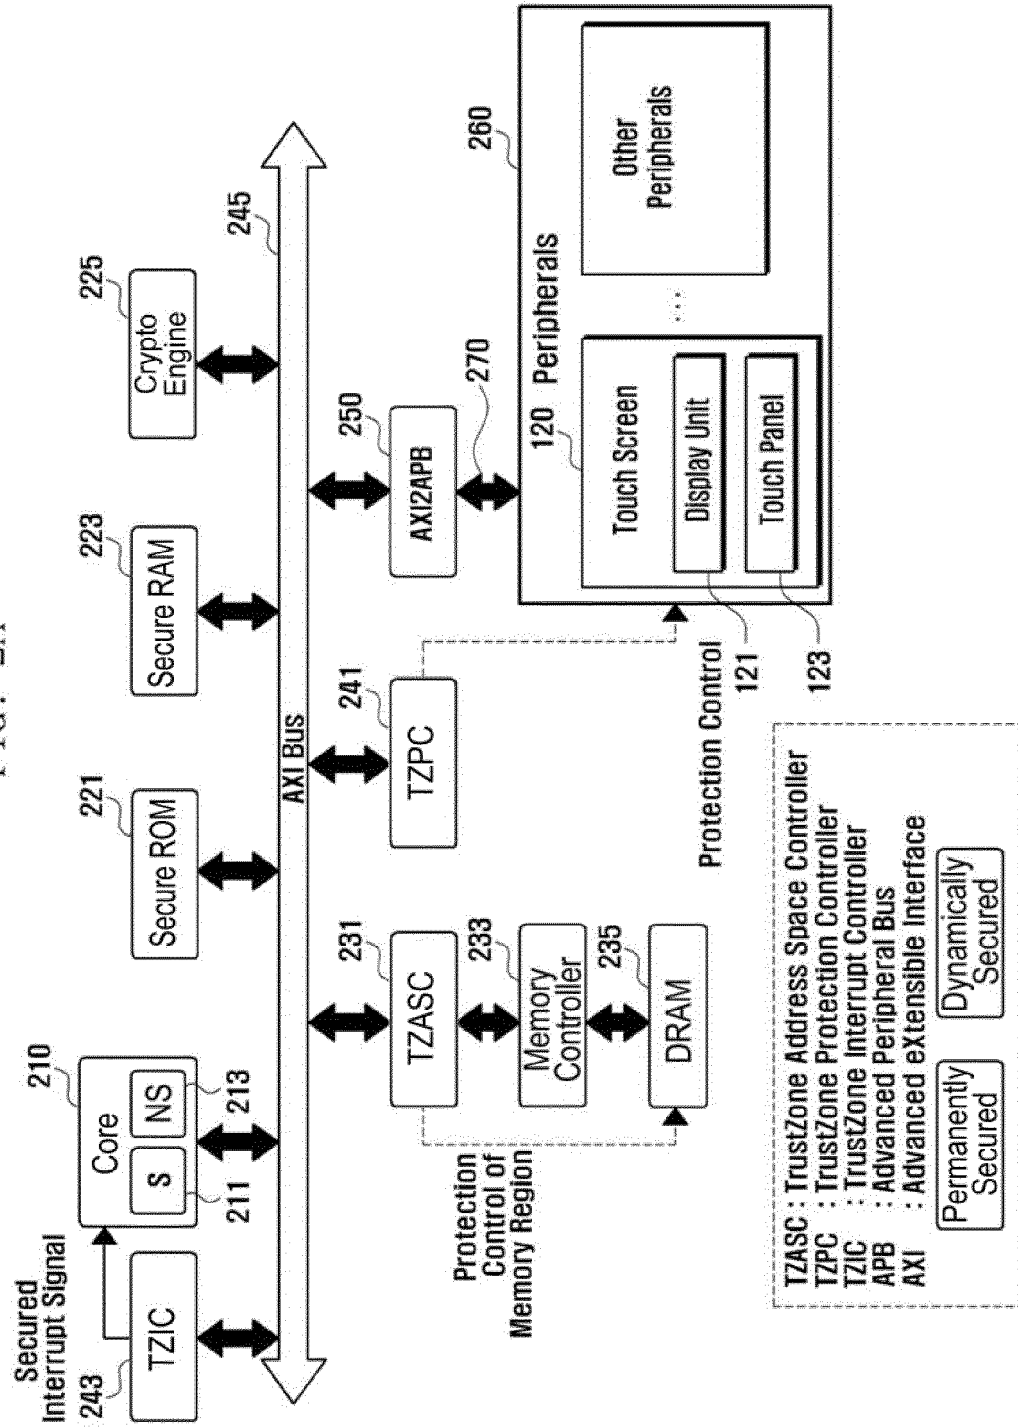 Secured
Interrupt Signal
243
TZIC
210
Core
S
NS
211
213
221
Secure ROM
223
Secure RAM
225
Crypto
Engine
245
AXI Bus
231
TZASC
Protection
Control of
Memory Region
233
Memory
Controller
235
DRAM
241
TZPC
Protection Control
250
AXI2APB
270
260
Peripherals
120
Touch Screen
Display Unit
Touch Panel
121
123
...
Other
Peripherals
TZASC : TrustZone Address Space Controller
TZPC : TrustZone Protection Controller
TZIC : TrustZone Interrupt Controller
APB : Advanced Peripheral Bus
AXI : Advanced eXtensible Interface
Permanently
Secured
Dynamically
Secured